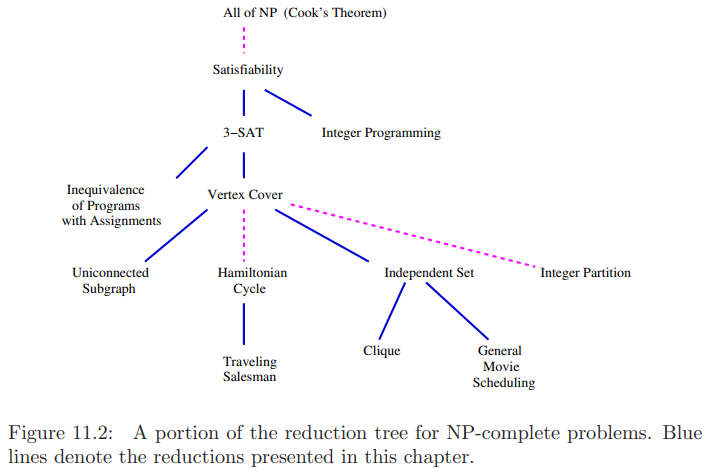 All of NP (Cook's Theorem)
Satisfiability
3−SAT
Integer Programming
Inequivalence
of Programs
with Assignments
Vertex Cover
Uniconnected
Subgraph
Hamiltonian
Cycle
Independent Set
Integer Partition
Traveling
Salesman
Clique
General
Movie
Scheduling
Figure 11.2: A portion of the reduction tree for NP-complete problems. Blue
lines denote the reductions presented in this chapter.